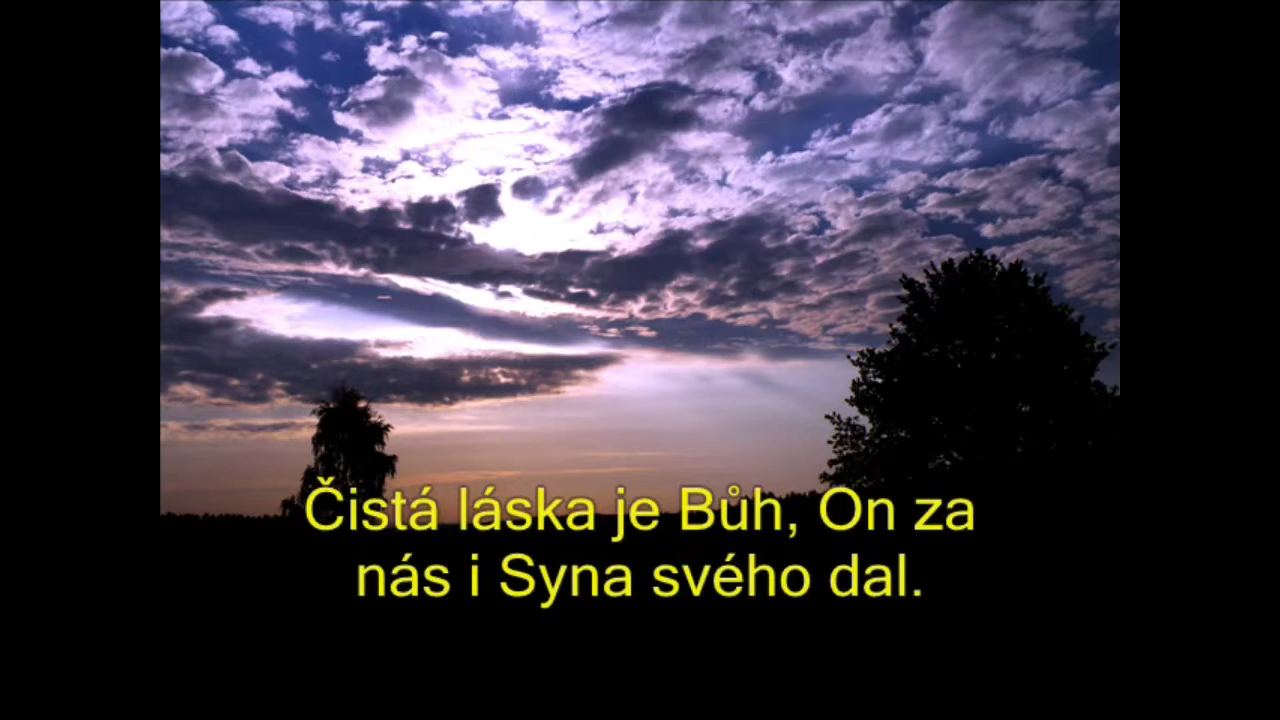 Čistá láska je Bůh, On za
nás i Syna svého dal.